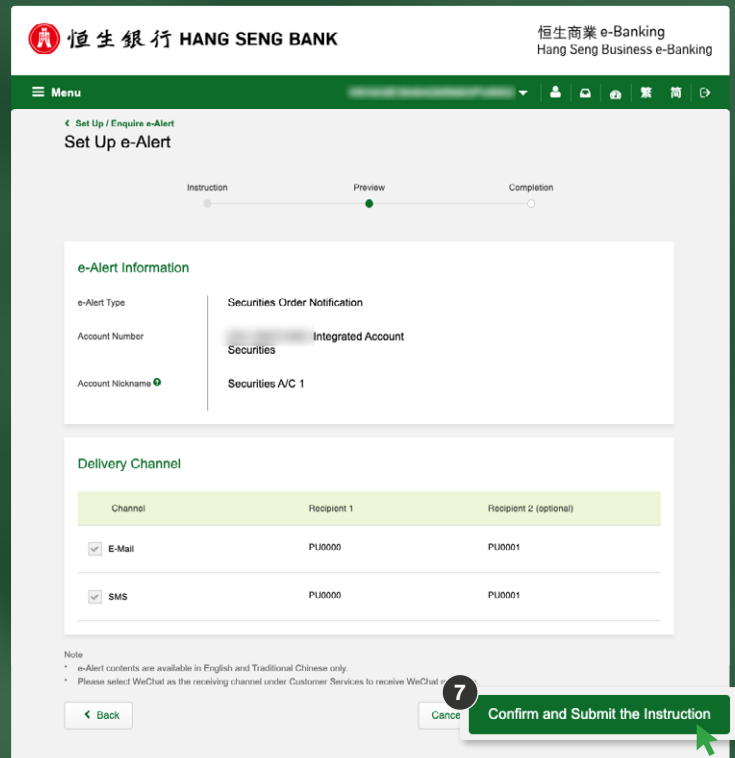 恒生銀行 HANG SENG BANK
恒生商業 e-Banking
Hang Seng Business e-Banking
Menu
繁 简
Set Up / Enquire e-Alert
Set Up e-Alert
Instruction Preview Completion
e-Alert Information
e-Alert Type Securities Order Notification
Account Number Integrated Account
Securities
Account Nickname Securities A/C 1
Delivery Channel
Channel Recipient 1 Recipient 2 (optional)
E-Mail PU0000 PU0001
SMS PU0000 PU0001
Note
* e-Alert contents are available in English and Traditional Chinese only.
* Please select WeChat as the receiving channel under Customer Services to receive WeChat
7
Back Cance Confirm and Submit the Instruction